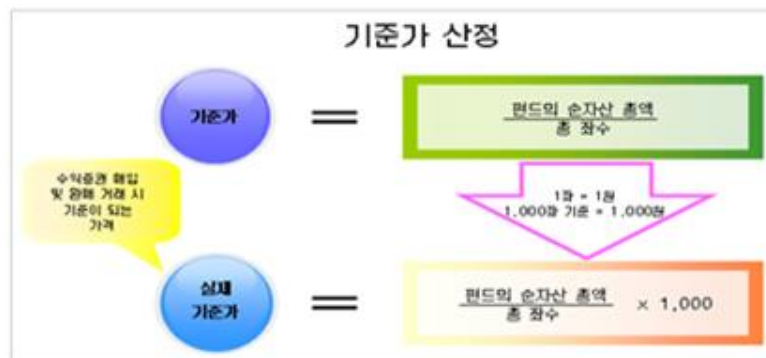 기준가 산정
기준가
=
펀드의 순자산 총액
총 좌수
수익증권 매입
및 환매 거래 시
기준이 되는
가격
1좌 = 1원
1,000좌 기준 = 1,000원
실제
기준가
=
펀드의 순자산 총액
총 좌수
× 1,000